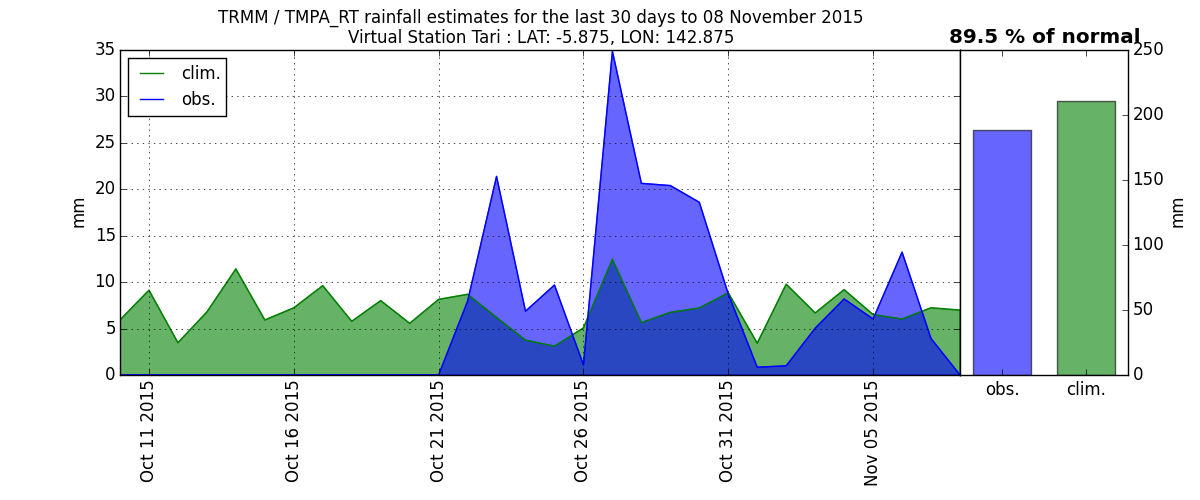 TRMM / TMPA_RT rainfall estimates for the last 30 days to 08 November 2015
Virtual Station Tari : LAT: -5.875, LON: 142.875
89.5 % of normal
clim.
obs.
35
30
25
20
15
10
5
0
mm
Oct 11 2015
Oct 16 2015
Oct 21 2015
Oct 26 2015
Oct 31 2015
Nov 05 2015
250
200
150
100
50
0
mm
obs.
clim.